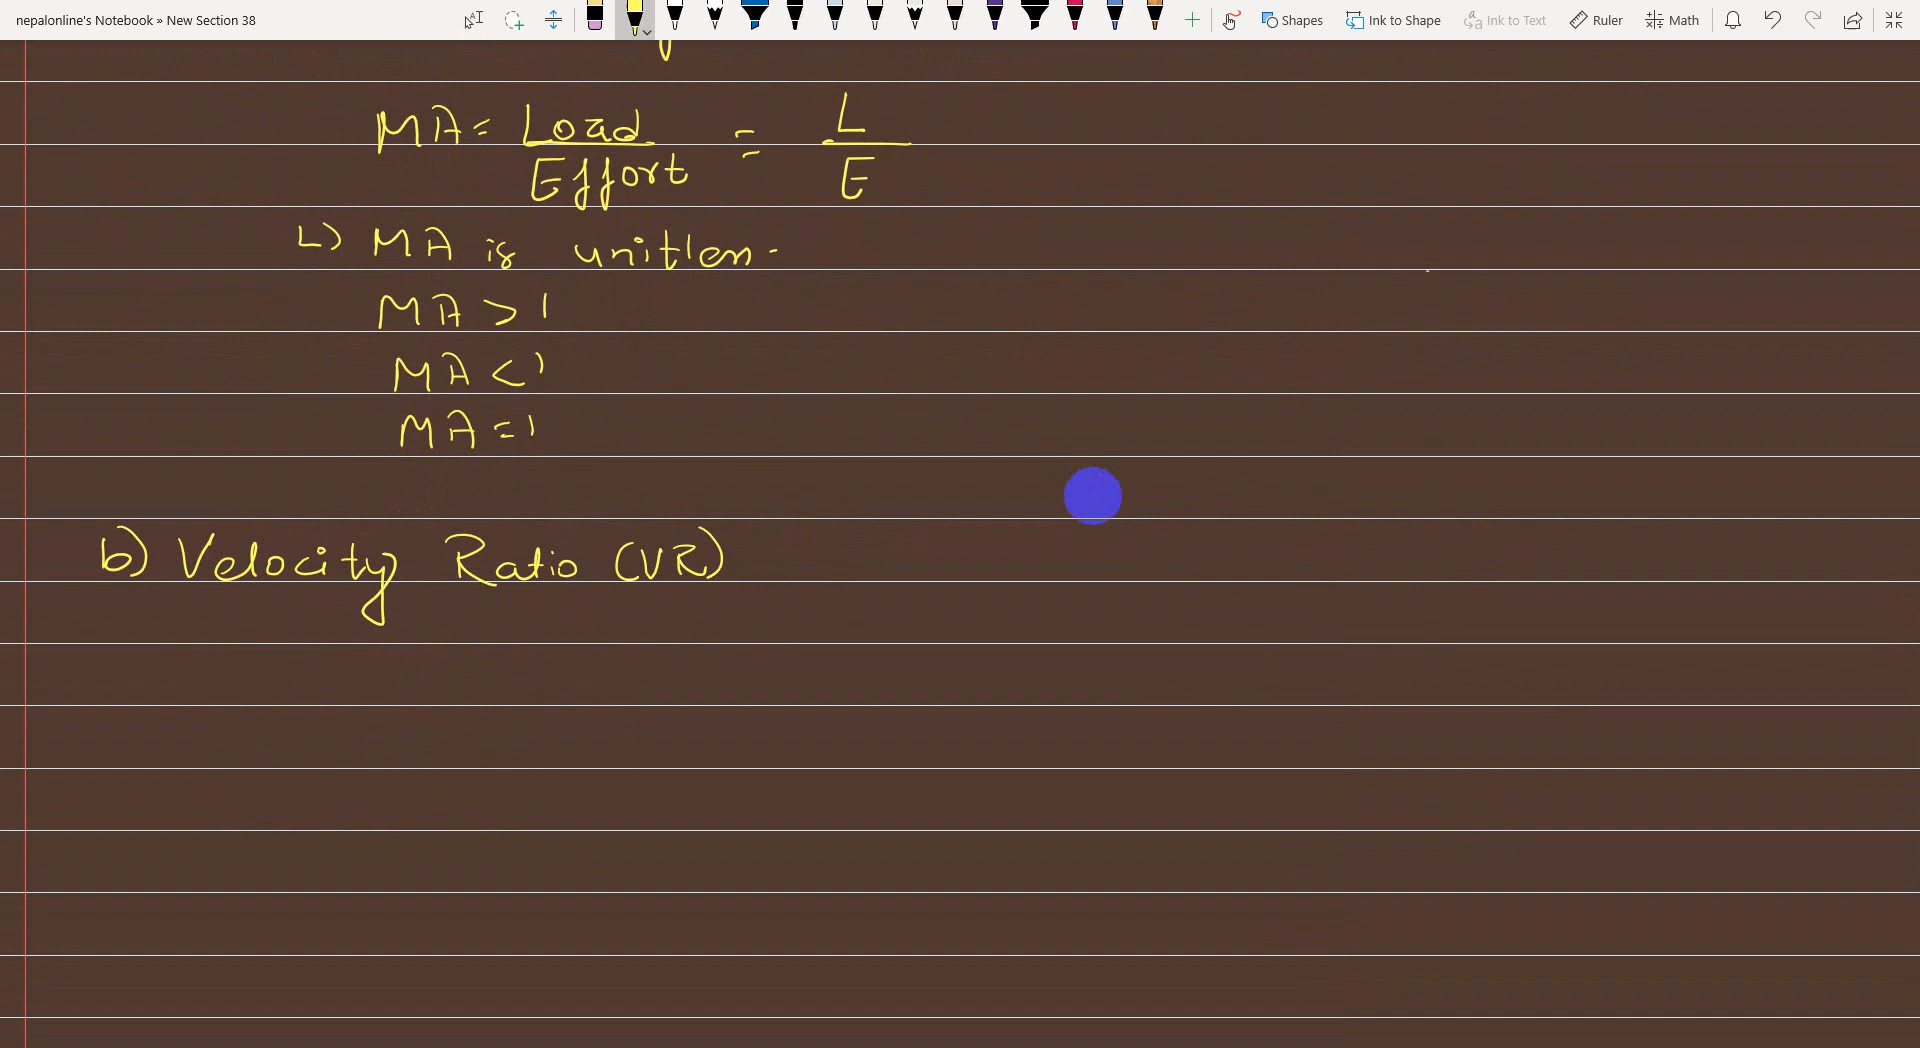 nepalonline's Notebook » New Section 38
Shapes Ink to Shape Ink to Text Ruler Math
MA = Load / Effort = L / E
↳ MA is unitless.
MA > 1
MA < 1
MA = 1
b) Velocity Ratio (VR)